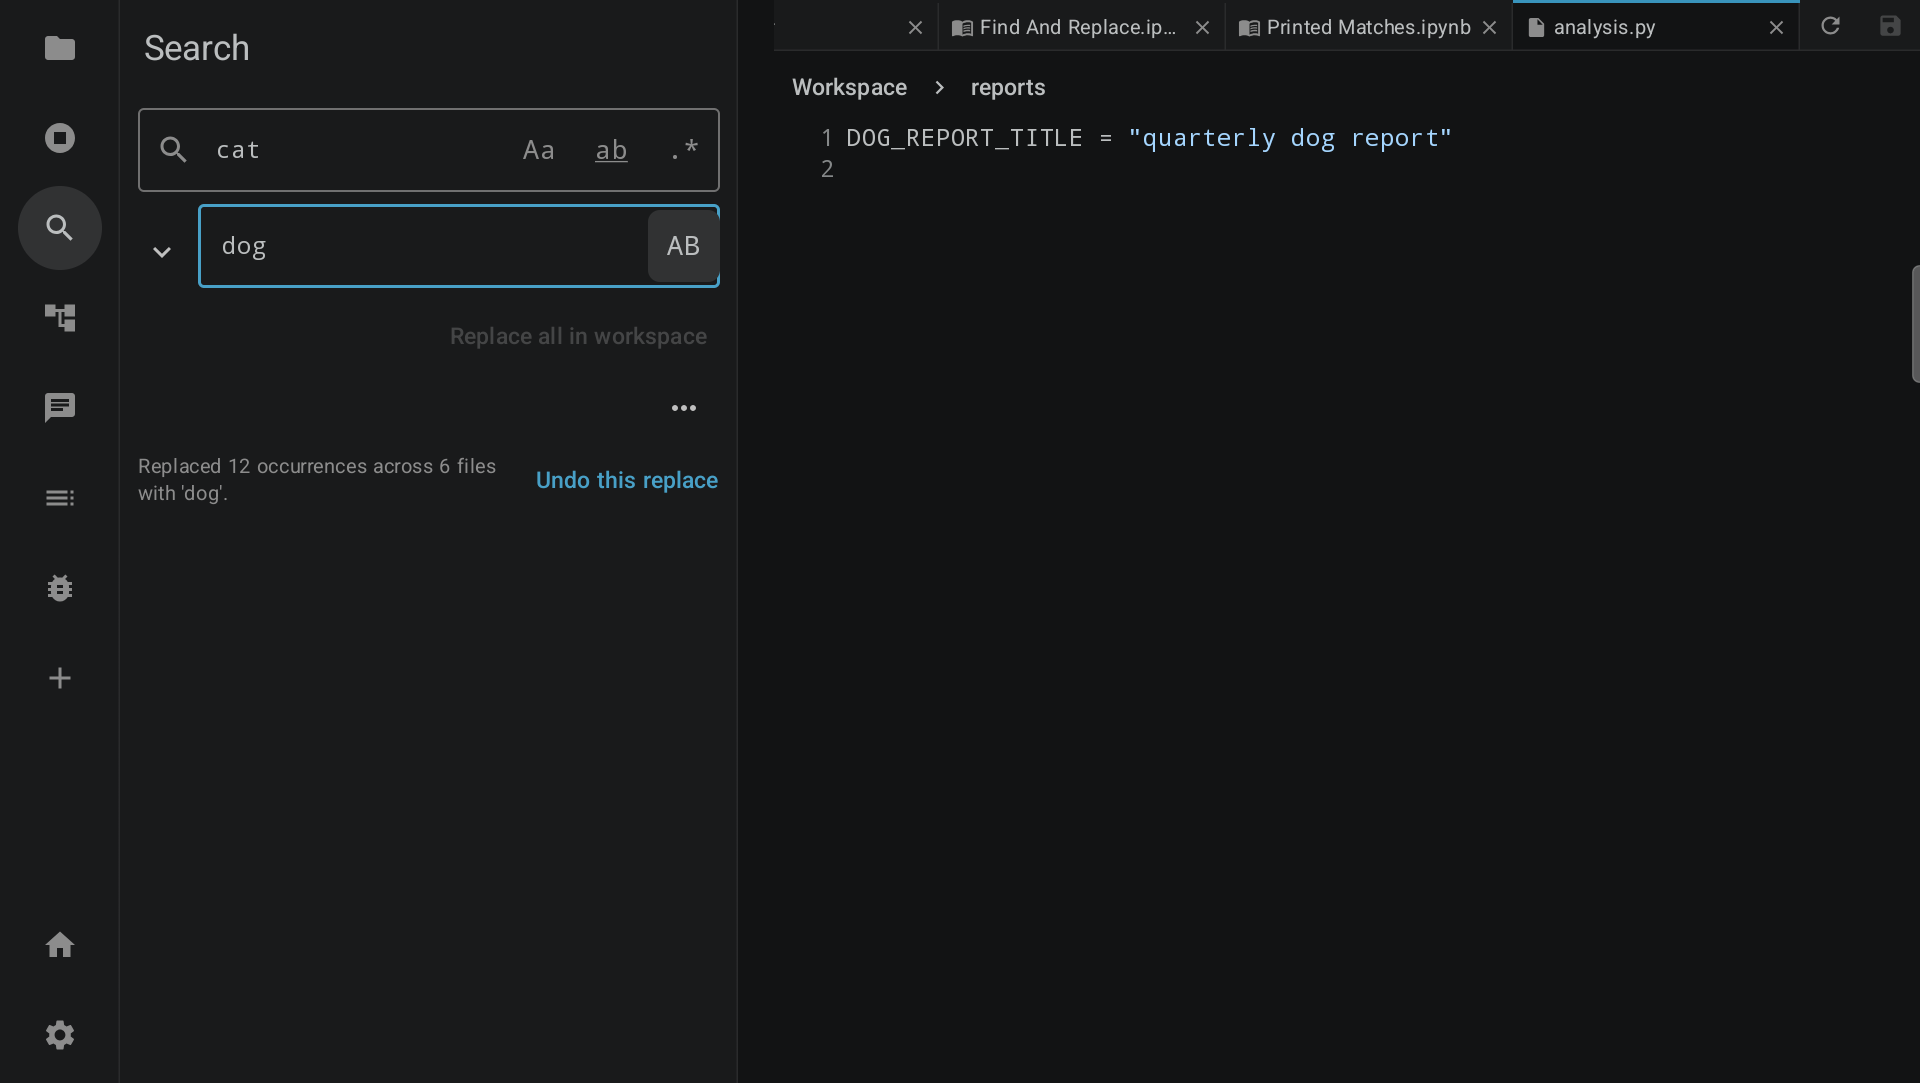 Search
cat Aa ab .*
dog AB
Replace all in workspace
Replaced 12 occurrences across 6 files
with 'dog'.
Undo this replace
Find And Replace.ip...
Printed Matches.ipynb
analysis.py
Workspace > reports
1 DOG_REPORT_TITLE = "quarterly dog report"
2